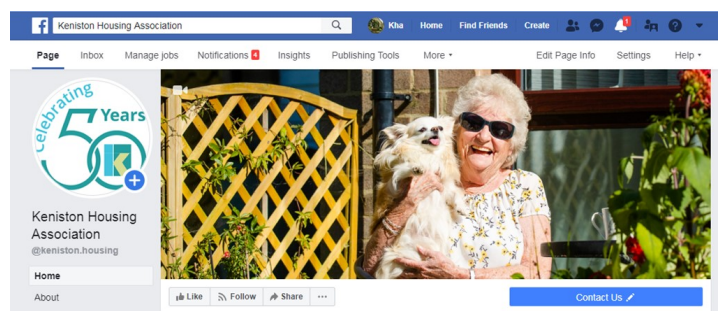 Keniston Housing Association
Kha
Home
Find Friends
Create
1
Page
Inbox
Manage jobs
Notifications 4
Insights
Publishing Tools
More
Edit Page Info
Settings
Help
Celebrating
50 Years
Keniston Housing
Association
@keniston.housing
Home
About
Like
Follow
Share
...
Contact Us